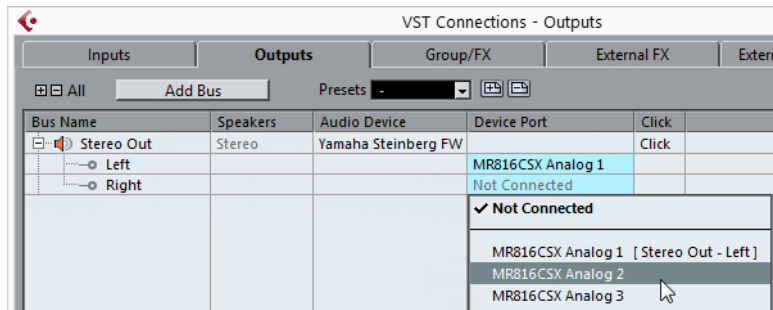 VST Connections - Outputs
Inputs Outputs Group/FX External FX
All Add Bus Presets -
Bus Name Speakers Audio Device Device Port Click
Stereo Out Stereo Yamaha Steinberg FW Click
Left MR816CSX Analog 1
Right Not Connected
✓ Not Connected
MR816CSX Analog 1 [ Stereo Out - Left ]
MR816CSX Analog 2
MR816CSX Analog 3